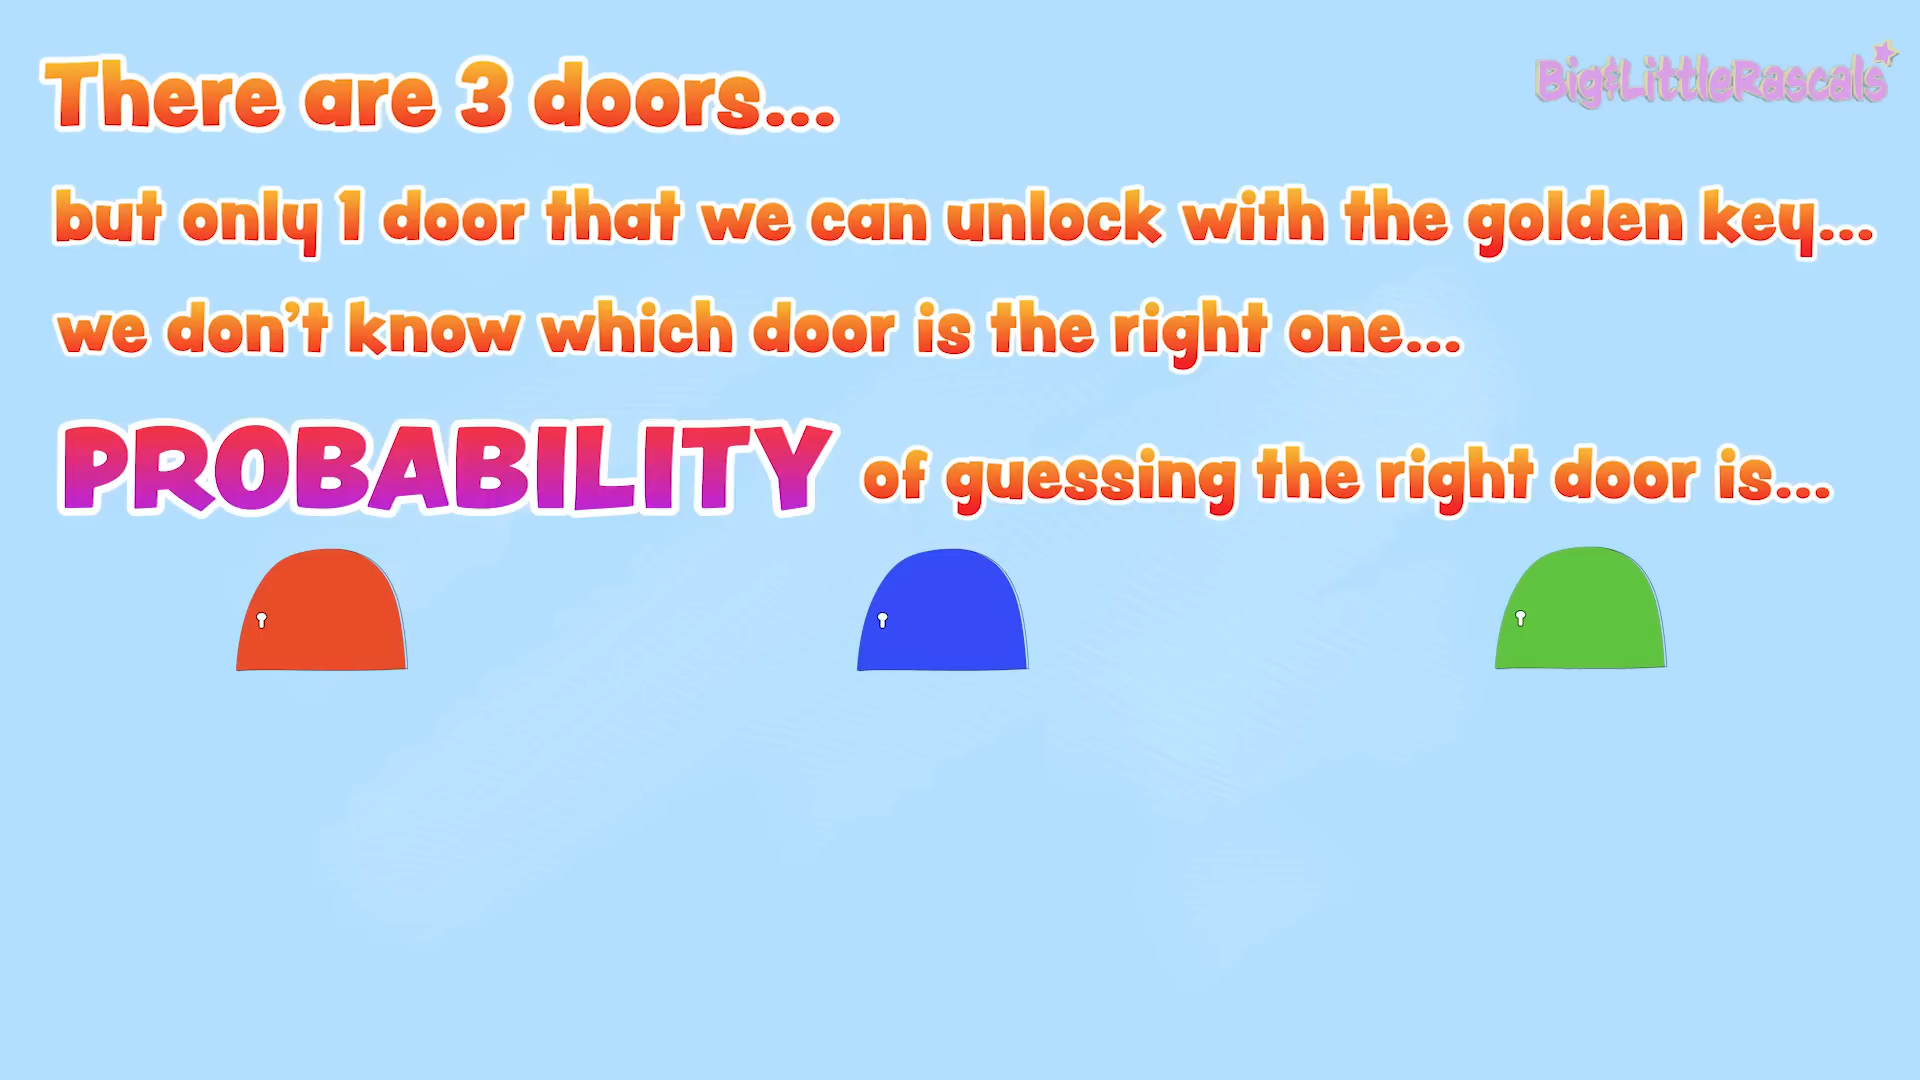 There are 3 doors...
Big&LittleRascals
but only 1 door that we can unlock with the golden key...
we don't know which door is the right one...
PROBABILITY of guessing the right door is...